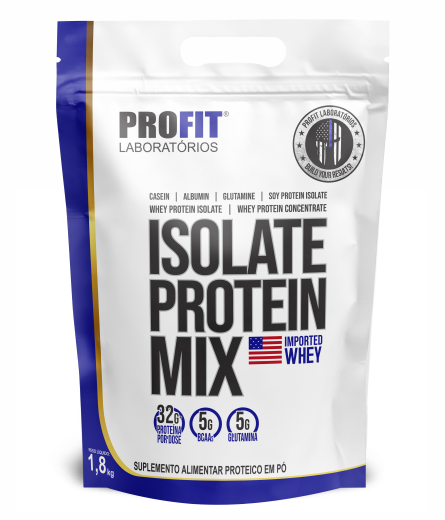 PROFIT®
LABORATÓRIOS
PROFIT LABORATÓRIOS
BUILD YOUR RESULTS!
CASEIN | ALBUMIN | GLUTAMINE | SOY PROTEIN ISOLATE
WHEY PROTEIN ISOLATE | WHEY PROTEIN CONCENTRATE
ISOLATE
PROTEIN
MIX
IMPORTED
WHEY
32G
PROTEINA
POR DOSE
5G
BCAAs
5G
GLUTAMINA
1,8kg
SUPLEMENTO ALIMENTAR PROTEICO EM PÓ